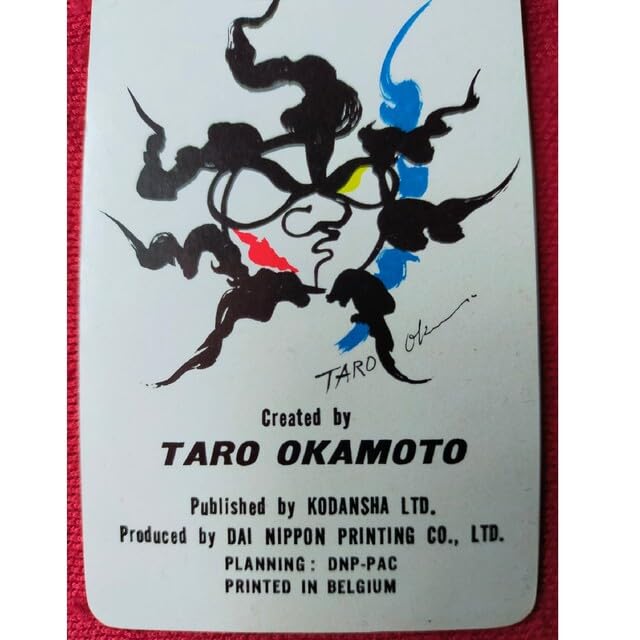 TARO Okam
Created by
TARO OKAMOTO
Published by KODANSHA LTD.
Produced by DAI NIPPON PRINTING CO., LTD.
PLANNING : DNP-PAC
PRINTED IN BELGIUM